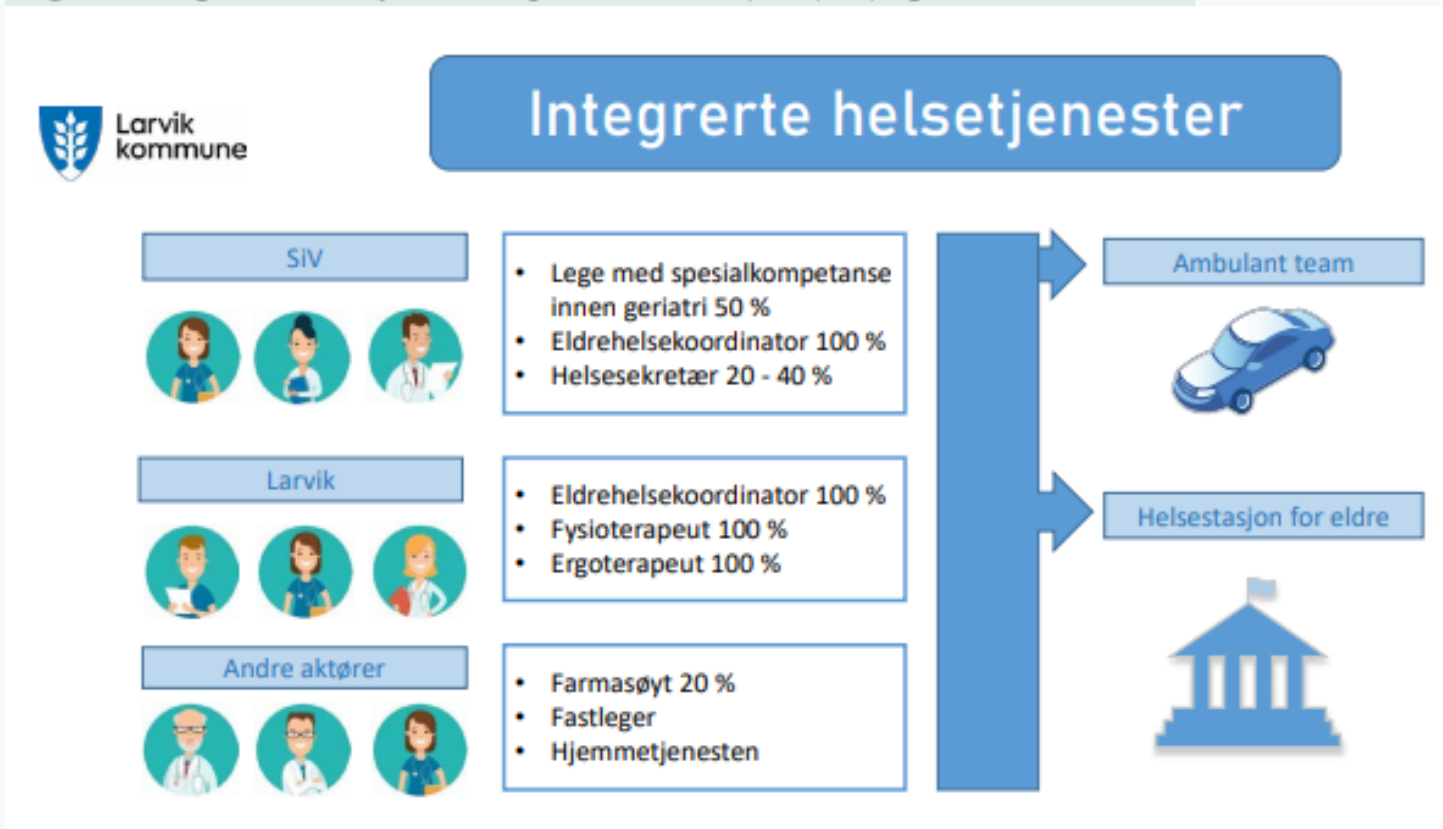 Larvik
kommune
Integrerte helsetjenester
SiV
• Lege med spesialkompetanse
innen geriatri 50 %
• Eldrehelsekoordinator 100 %
• Helsesekretær 20 - 40 %
Ambulant team
Larvik
• Eldrehelsekoordinator 100 %
• Fysioterapeut 100 %
• Ergoterapeut 100 %
Helsestasjon for eldre
Andre aktører
• Farmasøyt 20 %
• Fastleger
• Hjemmetjenesten